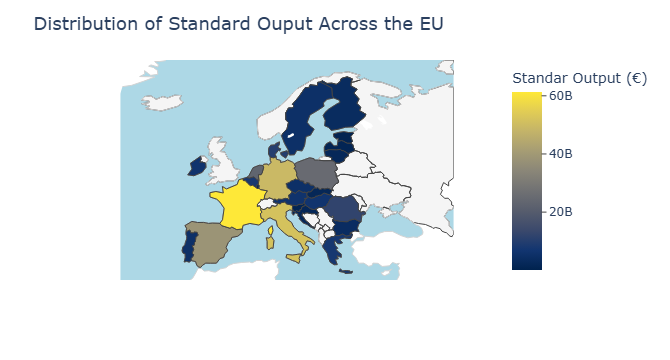 Distribution of Standard Ouput Across the EU
Standar Output (€)
60B
40B
20B